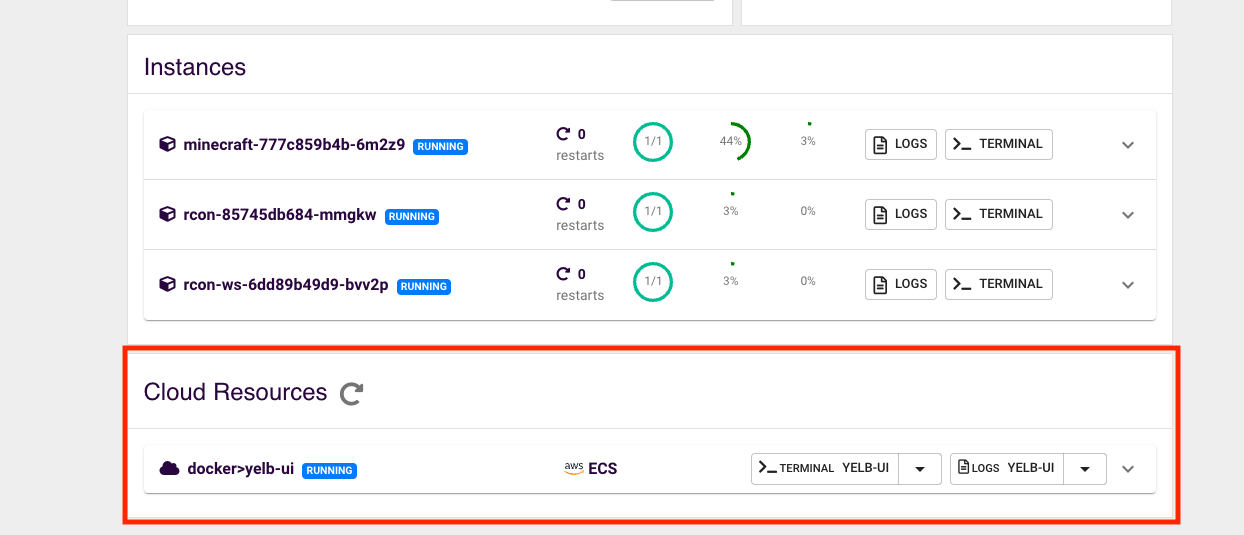 Instances
minecraft-777c859b4b-6m2z9 RUNNING 0 restarts 1/1 44% 3% LOGS TERMINAL
rcon-85745db684-mmgkw RUNNING 0 restarts 1/1 3% 0% LOGS TERMINAL
rcon-ws-6dd89b49d9-bvv2p RUNNING 0 restarts 1/1 3% 0% LOGS TERMINAL
Cloud Resources
docker>yelb-ui RUNNING aws ECS TERMINAL YELB-UI LOGS YELB-UI